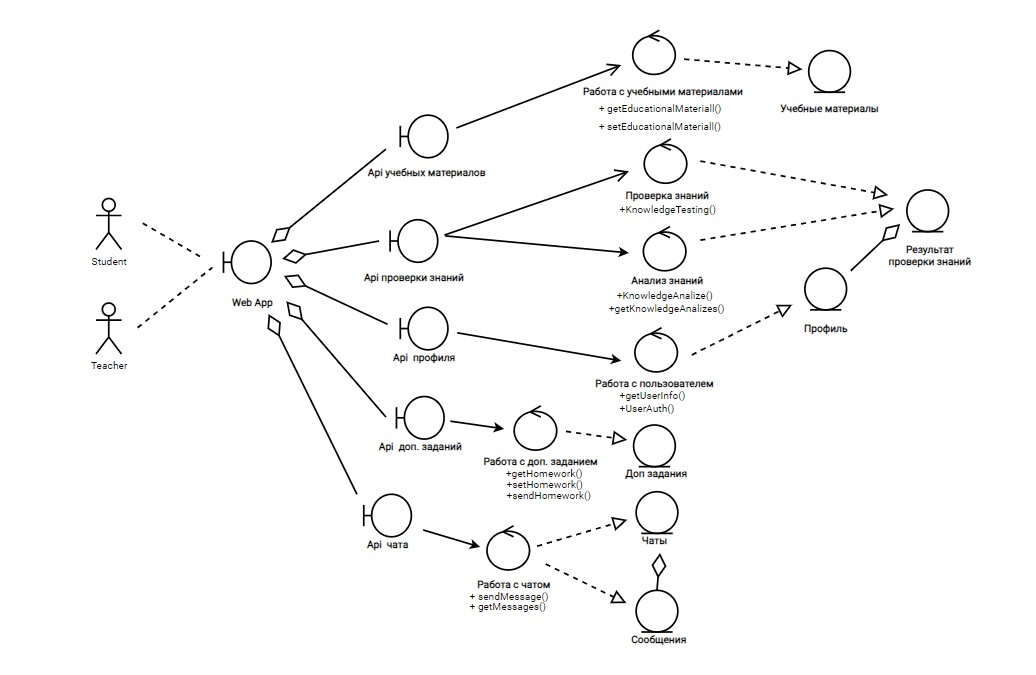 Работа с учебными материалами
+ getEducationalMateriall()
+ setEducationalMateriall()
Учебные материалы
Api учебных материалов
Проверка знаний
+KnowledgeTesting()
Student
Web App
Api проверки знаний
Анализ знаний
+KnowledgeAnalize()
+getKnowledgeAnalizes()
Результат
проверки знаний
Профиль
Teacher
Api профиля
Работа с пользователем
+getUserInfo()
+UserAuth()
Api доп. заданий
Работа с доп. заданием
+getHomework()
+setHomework()
+sendHomework()
Доп задания
Api чата
Чаты
Работа с чатом
+ sendMessage()
+ getMessages()
Сообщения